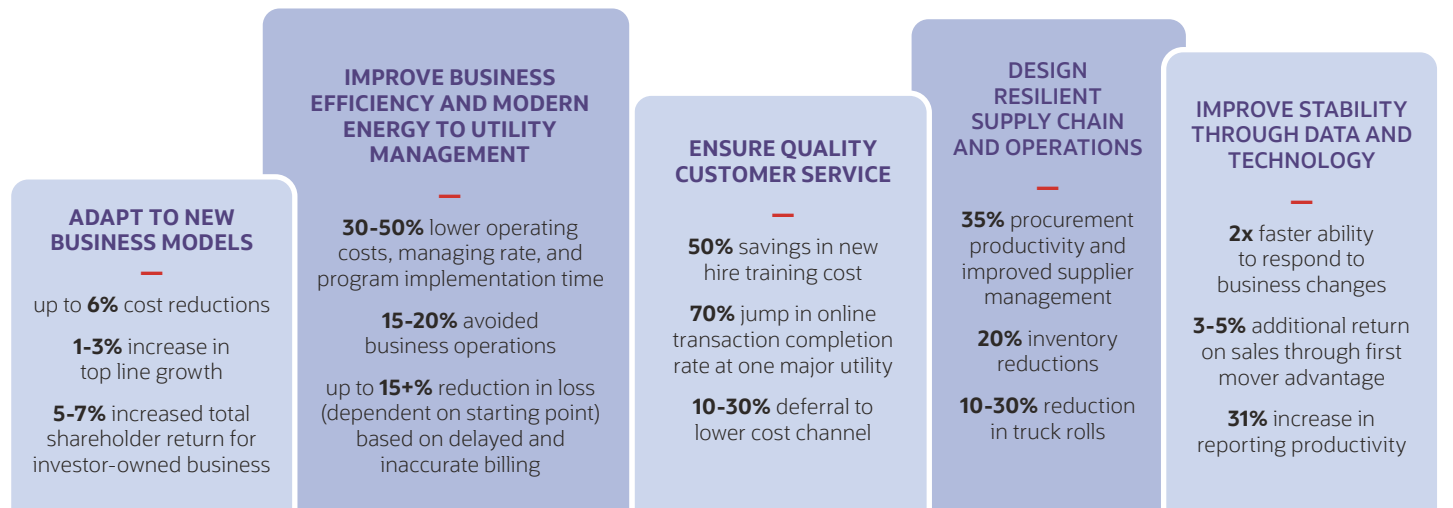 ADAPT TO NEW
BUSINESS MODELS
up to 6% cost reductions
1-3% increase in
top line growth
5-7% increased total
shareholder return for
investor-owned business
IMPROVE BUSINESS
EFFICIENCY AND MODERN
ENERGY TO UTILITY
MANAGEMENT
30-50% lower operating
costs, managing rate, and
program implementation time
15-20% avoided
business operations
up to 15+% reduction in loss
(dependent on starting point)
based on delayed and
inaccurate billing
ENSURE QUALITY
CUSTOMER SERVICE
50% savings in new
hire training cost
70% jump in online
transaction completion
rate at one major utility
10-30% deferral to
lower cost channel
DESIGN
RESILIENT
SUPPLY CHAIN
AND OPERATIONS
35% procurement
productivity and
improved supplier
management
20% inventory
reductions
10-30% reduction
in truck rolls
IMPROVE STABILITY
THROUGH DATA AND
TECHNOLOGY
2x faster ability
to respond to
business changes
3-5% additional return
on sales through first
mover advantage
31% increase in
reporting productivity